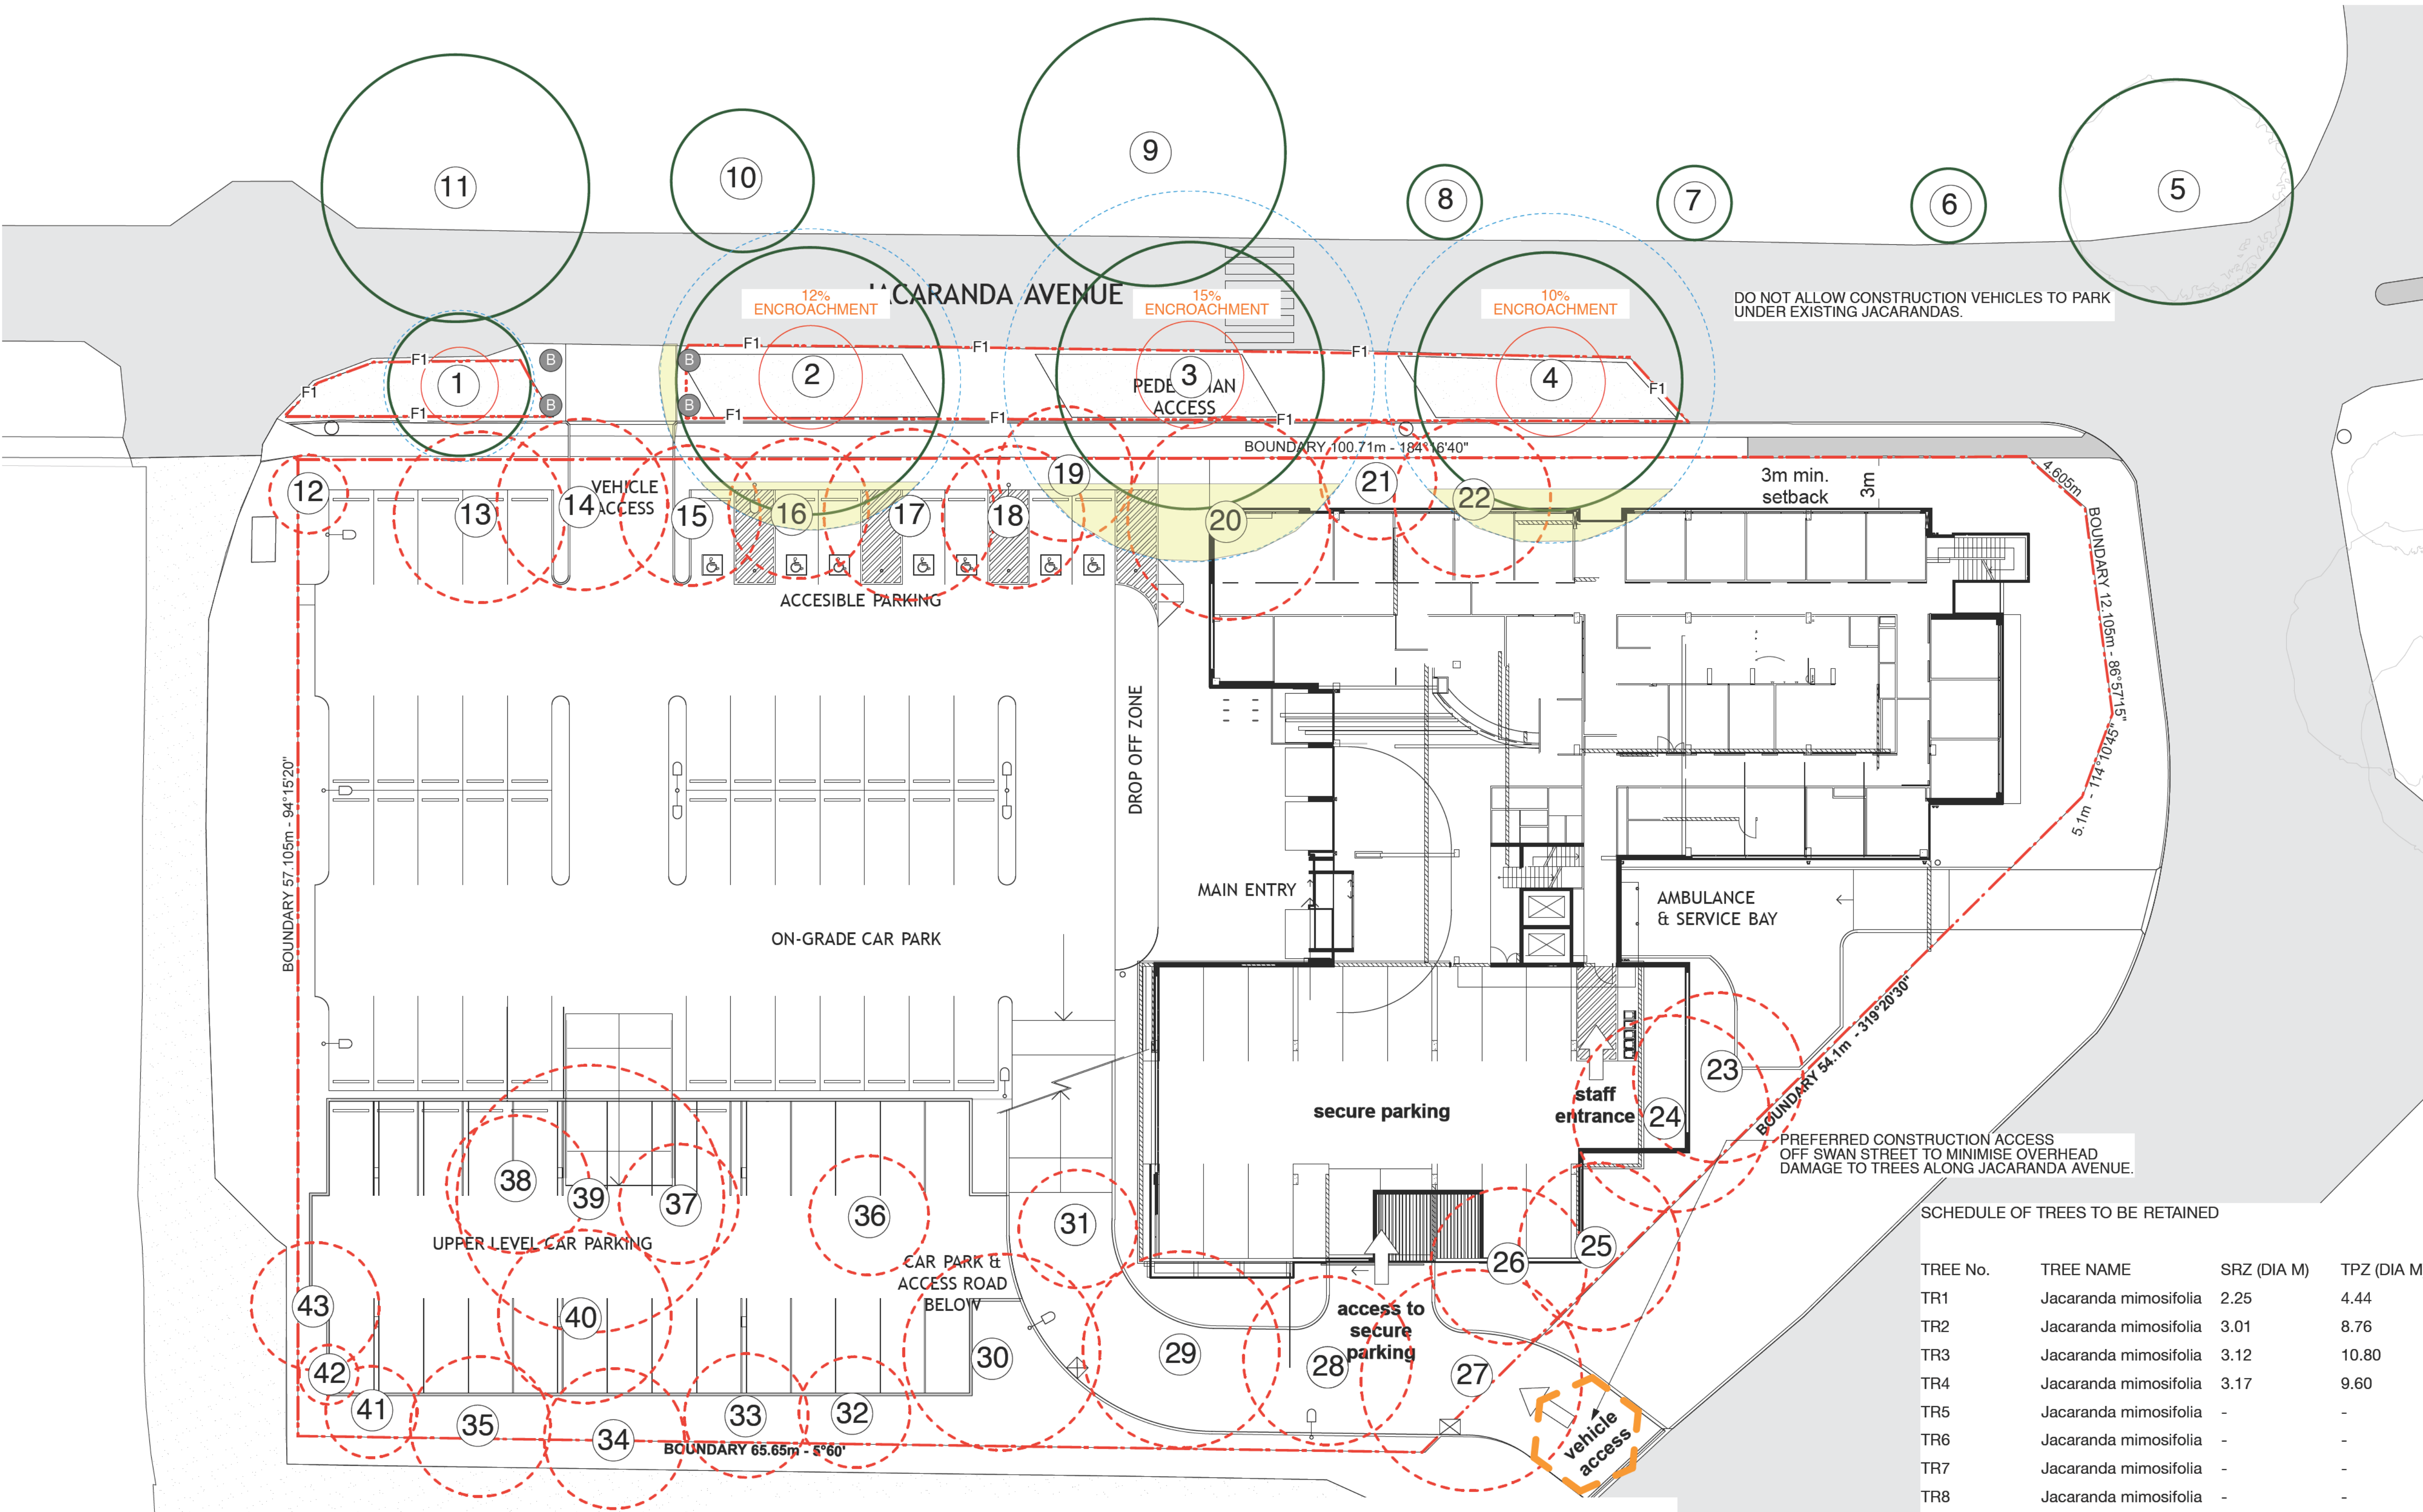 11
10
9
8
7
6
5
JACARANDA AVENUE
12%
ENCROACHMENT
15%
ENCROACHMENT
10%
ENCROACHMENT
DO NOT ALLOW CONSTRUCTION VEHICLES TO PARK
UNDER EXISTING JACARANDAS.
F1
F1
F1
F1
F1
F1
F1
F1
F1
F1
B
B
B
B
1
2
3
4
PEDESTRIAN
ACCESS
BOUNDARY 100.71m - 184°16'40"
12
13
14
15
16
17
18
19
20
21
22
VEHICLE
ACCESS
3m min.
setback
3m
4.605m
BOUNDARY 12.105m - 86°57'15"
5.1m - 114°10'45"
ACCESIBLE PARKING
BOUNDARY 57.105m - 94°15'20"
DROP OFF ZONE
MAIN ENTRY
AMBULANCE
& SERVICE BAY
ON-GRADE CAR PARK
BOUNDARY 54.1m - 319°20'30"
23
24
secure parking
staff
entrance
PREFERRED CONSTRUCTION ACCESS
OFF SWAN STREET TO MINIMISE OVERHEAD
DAMAGE TO TREES ALONG JACARANDA AVENUE.
38
39
37
36
31
25
26
UPPER LEVEL CAR PARKING
CAR PARK &
ACCESS ROAD
BELOW
43
40
42
41
35
34
33
32
30
29
28
27
access to
secure
parking
vehicle
access
BOUNDARY 65.65m - 5°60'
SCHEDULE OF TREES TO BE RETAINED
TREE No. TREE NAME SRZ (DIA M) TPZ (DIA M
TR1 Jacaranda mimosifolia 2.25 4.44
TR2 Jacaranda mimosifolia 3.01 8.76
TR3 Jacaranda mimosifolia 3.12 10.80
TR4 Jacaranda mimosifolia 3.17 9.60
TR5 Jacaranda mimosifolia - -
TR6 Jacaranda mimosifolia - -
TR7 Jacaranda mimosifolia - -
TR8 Jacaranda mimosifolia - -